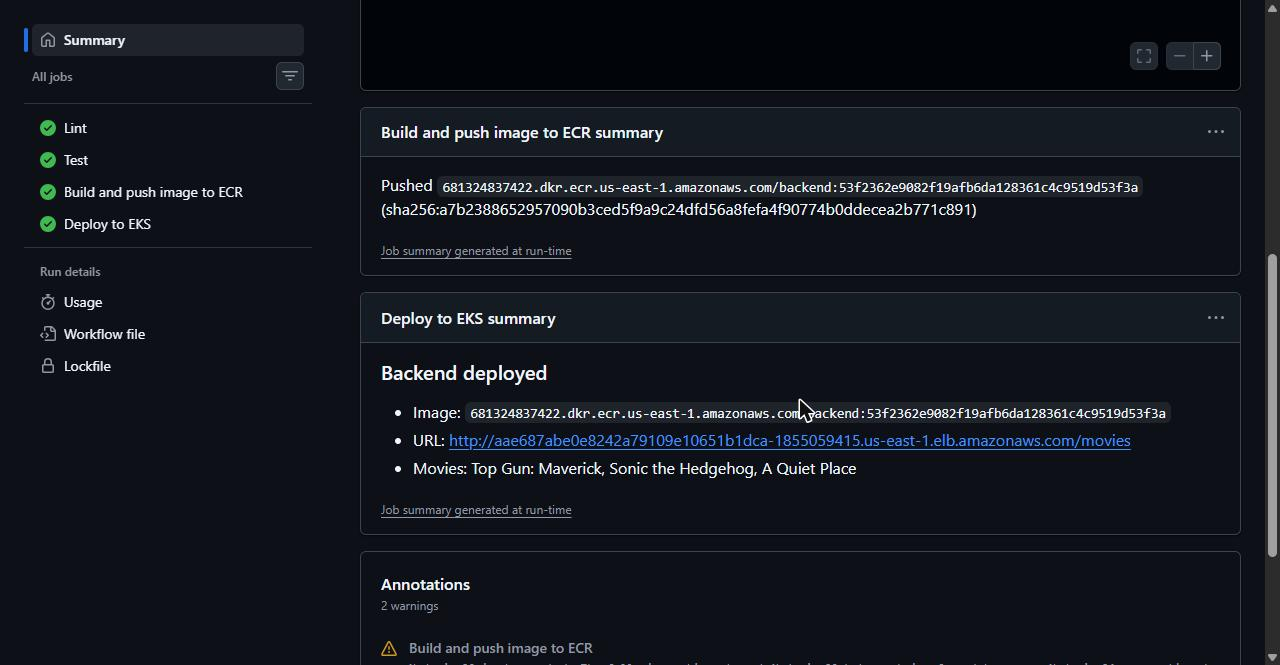 Summary
All jobs
Lint
Test
Build and push image to ECR
Deploy to EKS
Run details
Usage
Workflow file
Lockfile
Build and push image to ECR summary
Pushed 681324837422.dkr.ecr.us-east-1.amazonaws.com/backend:53f2362e9082f19afb6da128361c4c9519d53f3a
(sha256:a7b2388652957090b3ced5f9a9c24dfd56a8fefa4f90774b0ddecea2b771c891)
Job summary generated at run-time
Deploy to EKS summary
Backend deployed
Image: 681324837422.dkr.ecr.us-east-1.amazonaws.com/backend:53f2362e9082f19afb6da128361c4c9519d53f3a
URL: http://aae687abe0e8242a79109e10651b1dca-1855059415.us-east-1.elb.amazonaws.com/movies
Movies: Top Gun: Maverick, Sonic the Hedgehog, A Quiet Place
Job summary generated at run-time
Annotations
2 warnings
Build and push image to ECR